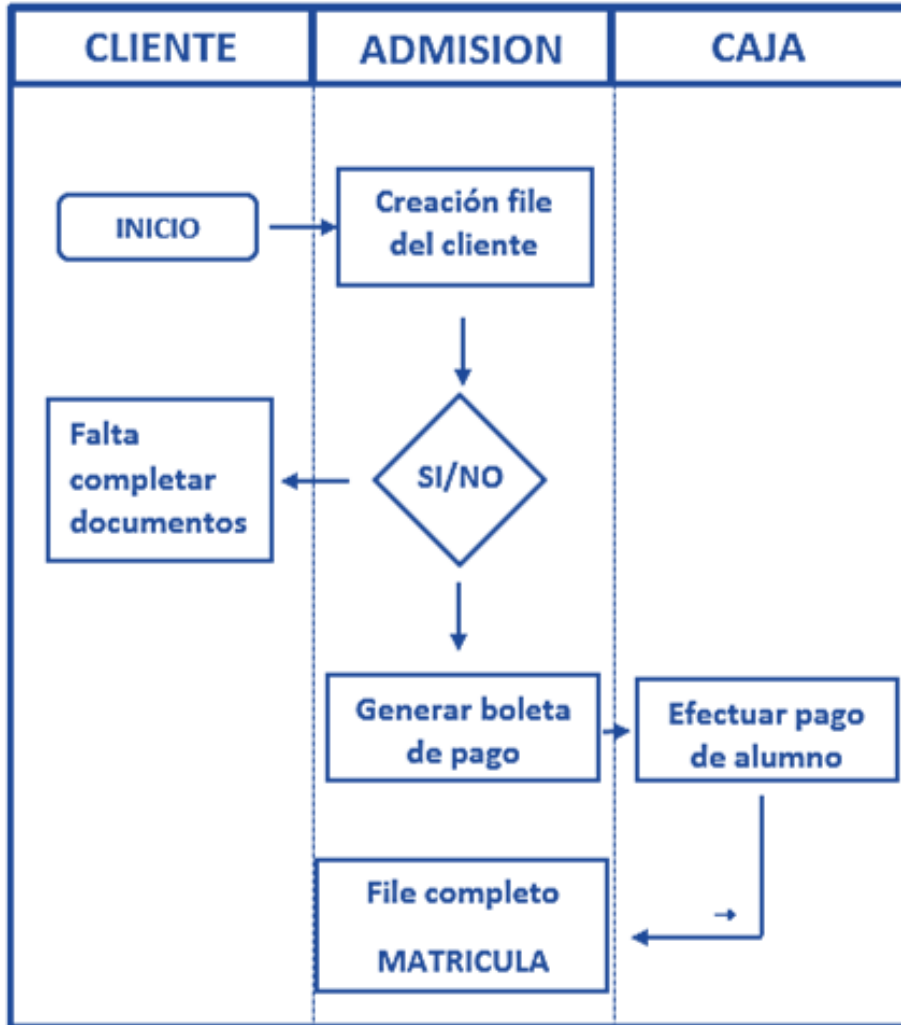 CLIENTE
ADMISION
CAJA
INICIO
Creación file
del cliente
Falta
completar
documentos
SI/NO
Generar boleta
de pago
Efectuar pago
de alumno
File completo
MATRICULA